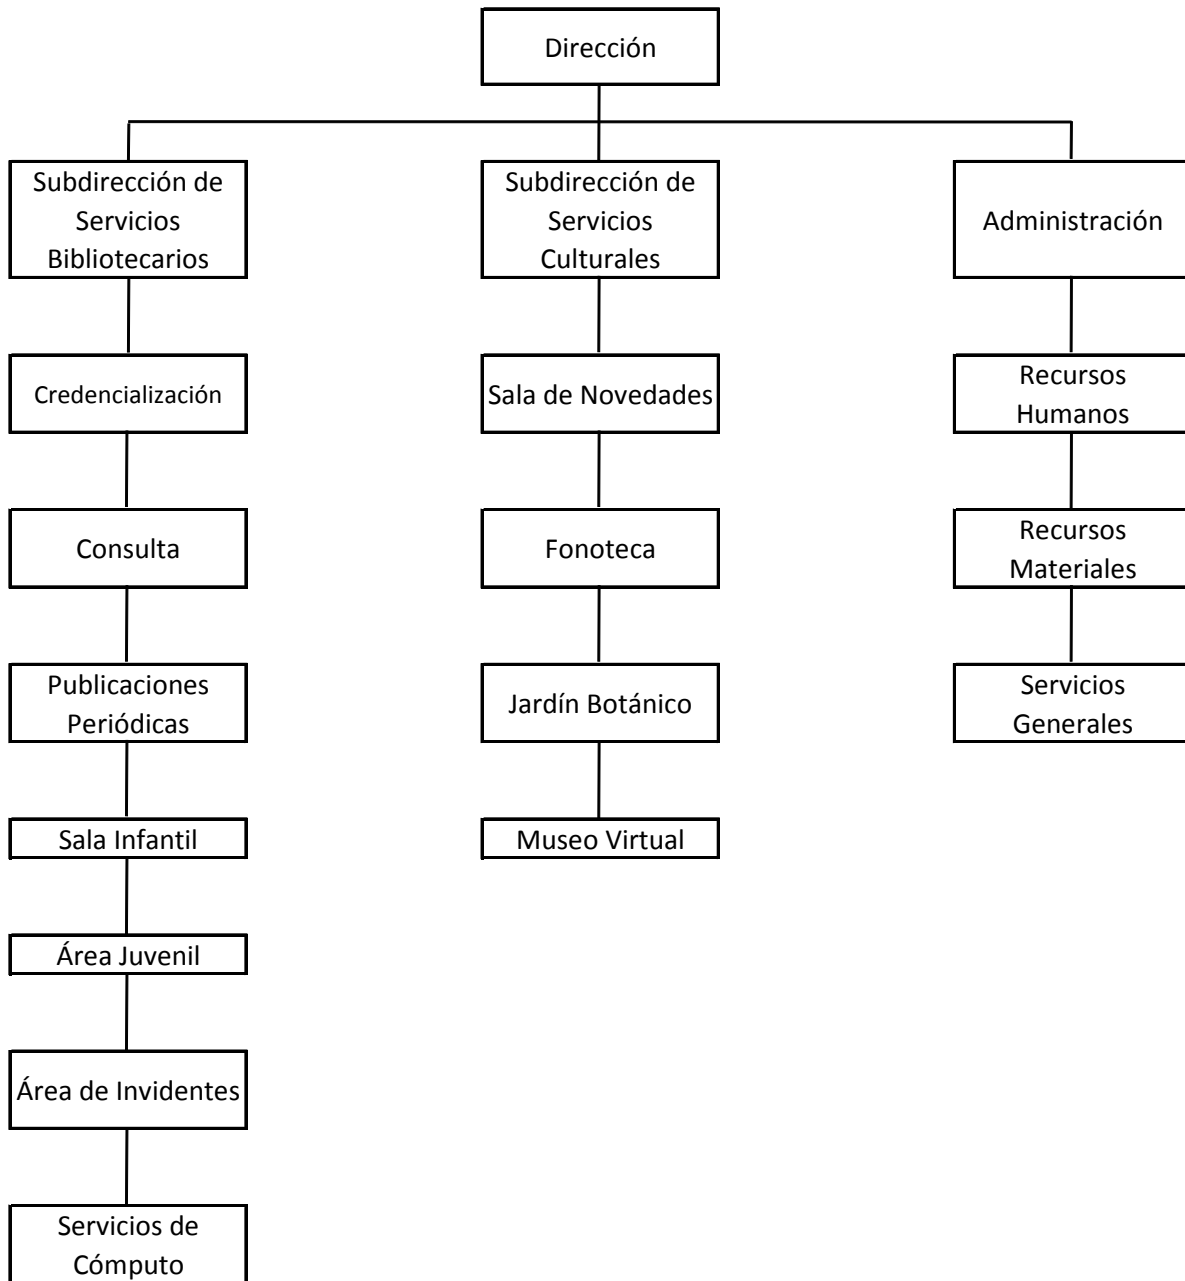 Dirección
Subdirección de
Servicios
Bibliotecarios
Subdirección de
Servicios
Culturales
Administración
Credencialización
Sala de Novedades
Recursos
Humanos
Consulta
Fonoteca
Recursos
Materiales
Publicaciones
Periódicas
Jardín Botánico
Servicios
Generales
Sala Infantil
Museo Virtual
Área Juvenil
Área de Invidentes
Servicios de
Cómputo